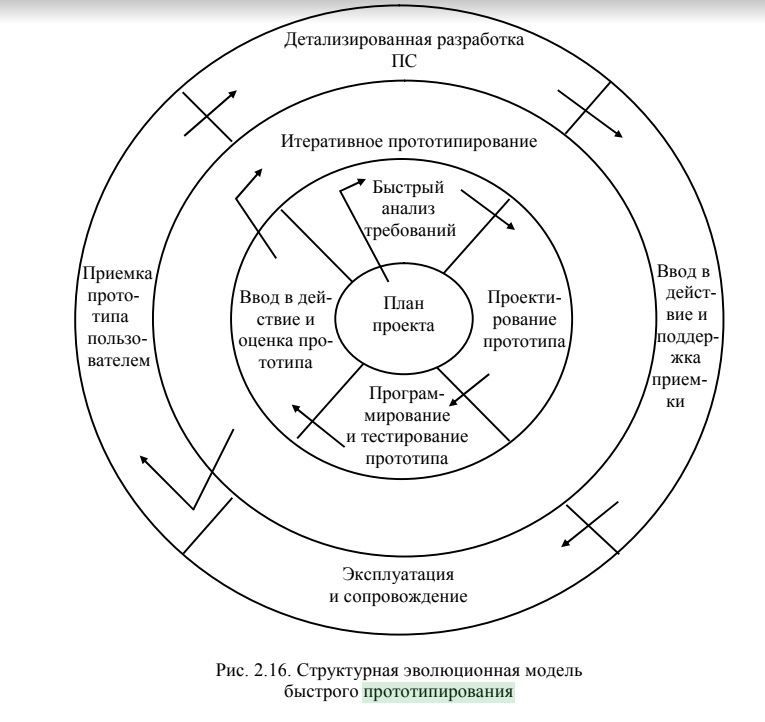 Детализированная разработка
ПС
Итеративное прототипирование
Быстрый
анализ
требований
Приемка
прото-
типа
пользо-
вателем
Ввод в дей-
ствие и
оценка про-
тотипа
План
проекта
Проекти-
рование
прототипа
Ввод в
дейст-
вие и
поддер-
жка
прием-
ки
Програм-
мирование
и тестирование
прототипа
Эксплуатация
и сопровождение
Рис. 2.16. Структурная эволюционная модель
быстрого прототипирования